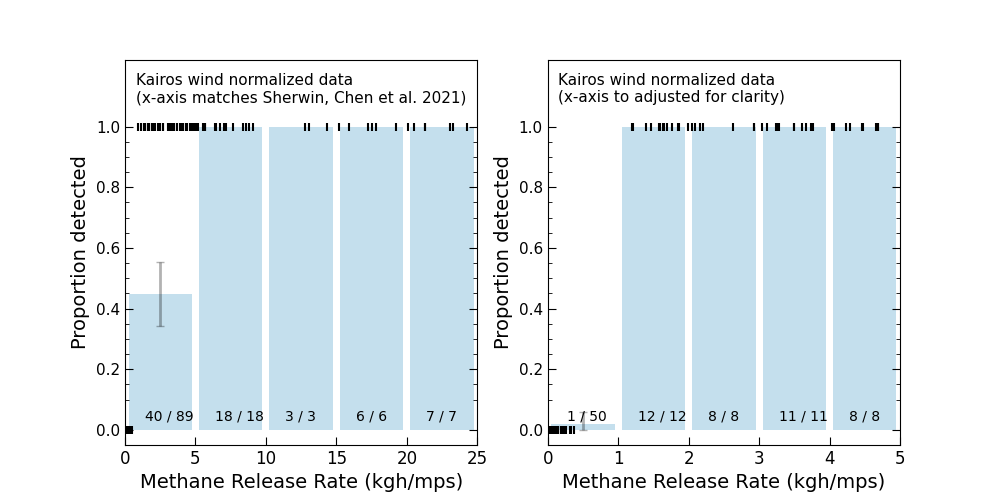 Kairos wind normalized data
(x-axis matches Sherwin, Chen et al. 2021)
1.0
0.8
0.6
0.4
0.2
0.0
Proportion detected
40 / 89
18 / 18
3 / 3
6 / 6
7 / 7
0
5
10
15
20
25
Methane Release Rate (kgh/mps)
Kairos wind normalized data
(x-axis to adjusted for clarity)
1.0
0.8
0.6
0.4
0.2
0.0
Proportion detected
1 / 50
12 / 12
8 / 8
11 / 11
8 / 8
0
1
2
3
4
5
Methane Release Rate (kgh/mps)